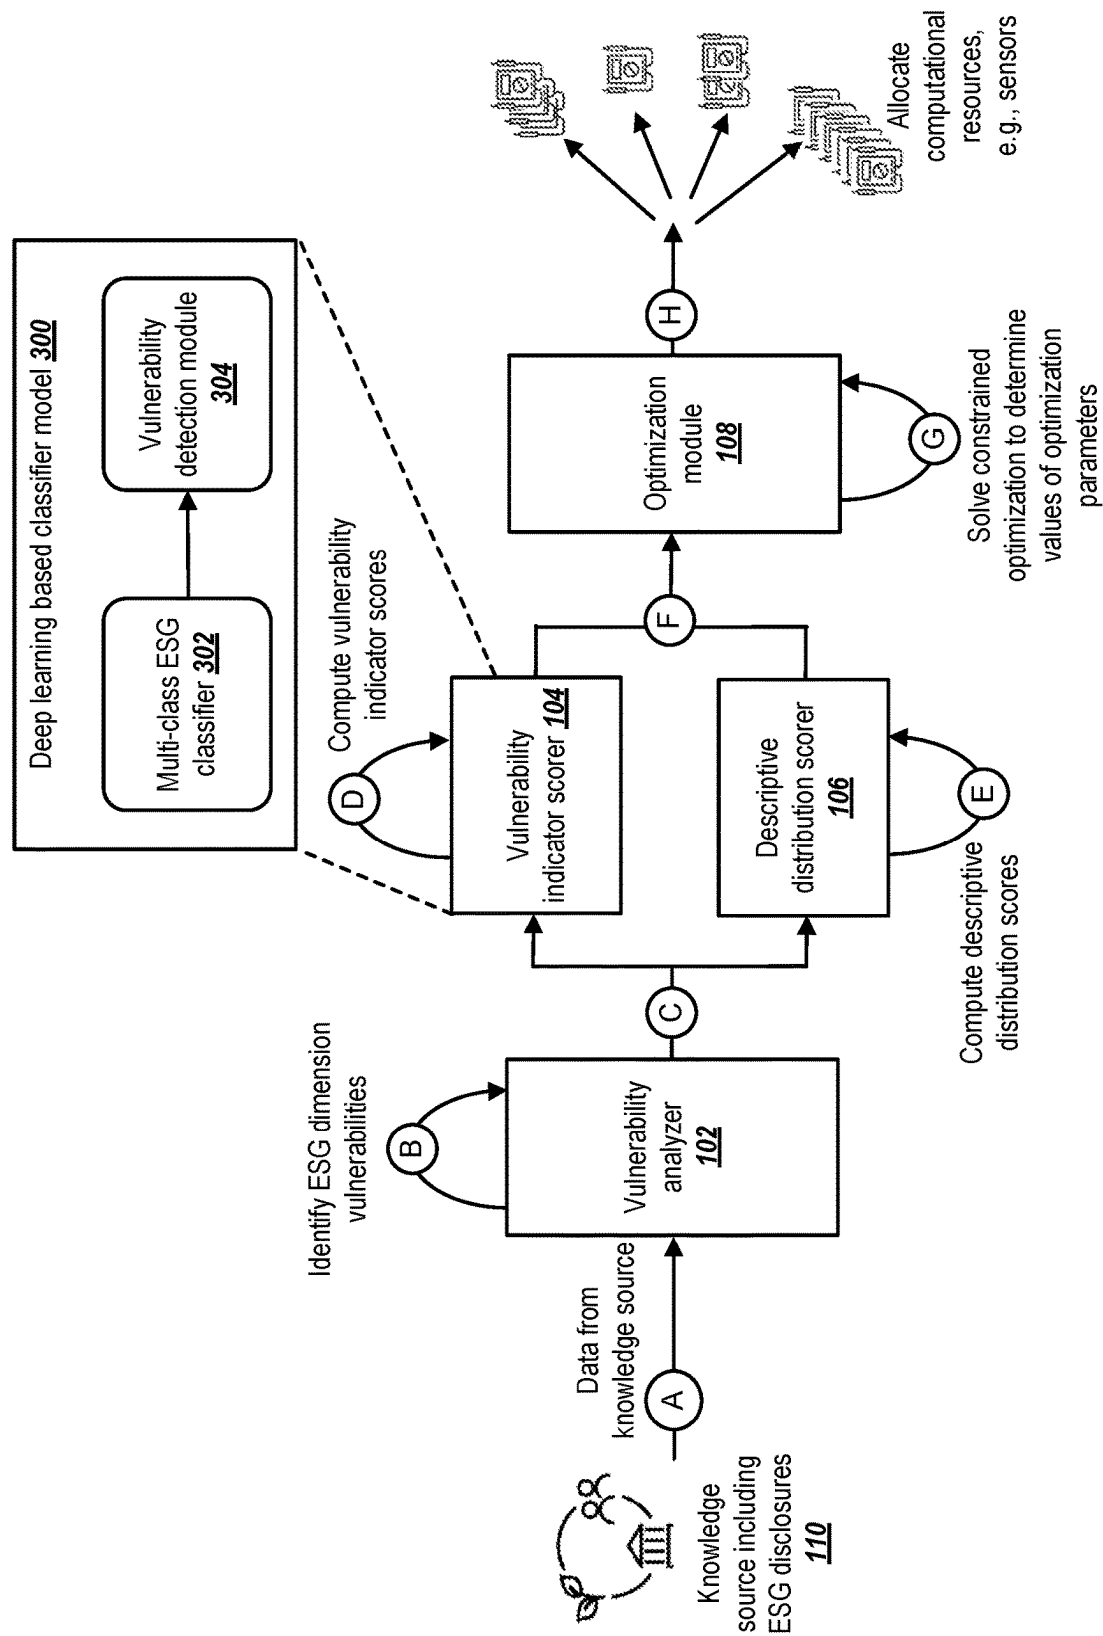 Deep learning based classifier model 300
Multi-class ESG
classifier 302
Vulnerability
detection module
304
Knowledge
source including
ESG disclosures
110
A
Data from
knowledge source
Identify ESG dimension
vulnerabilities
B
Vulnerability
analyzer
102
C
Compute vulnerability
indicator scores
D
Vulnerability
indicator scorer 104
Descriptive
distribution scorer
106
E
Compute descriptive
distribution scores
F
Optimization
module
108
G
Solve constrained
optimization to determine
values of optimization
parameters
H
Allocate
computational
resources,
e.g., sensors